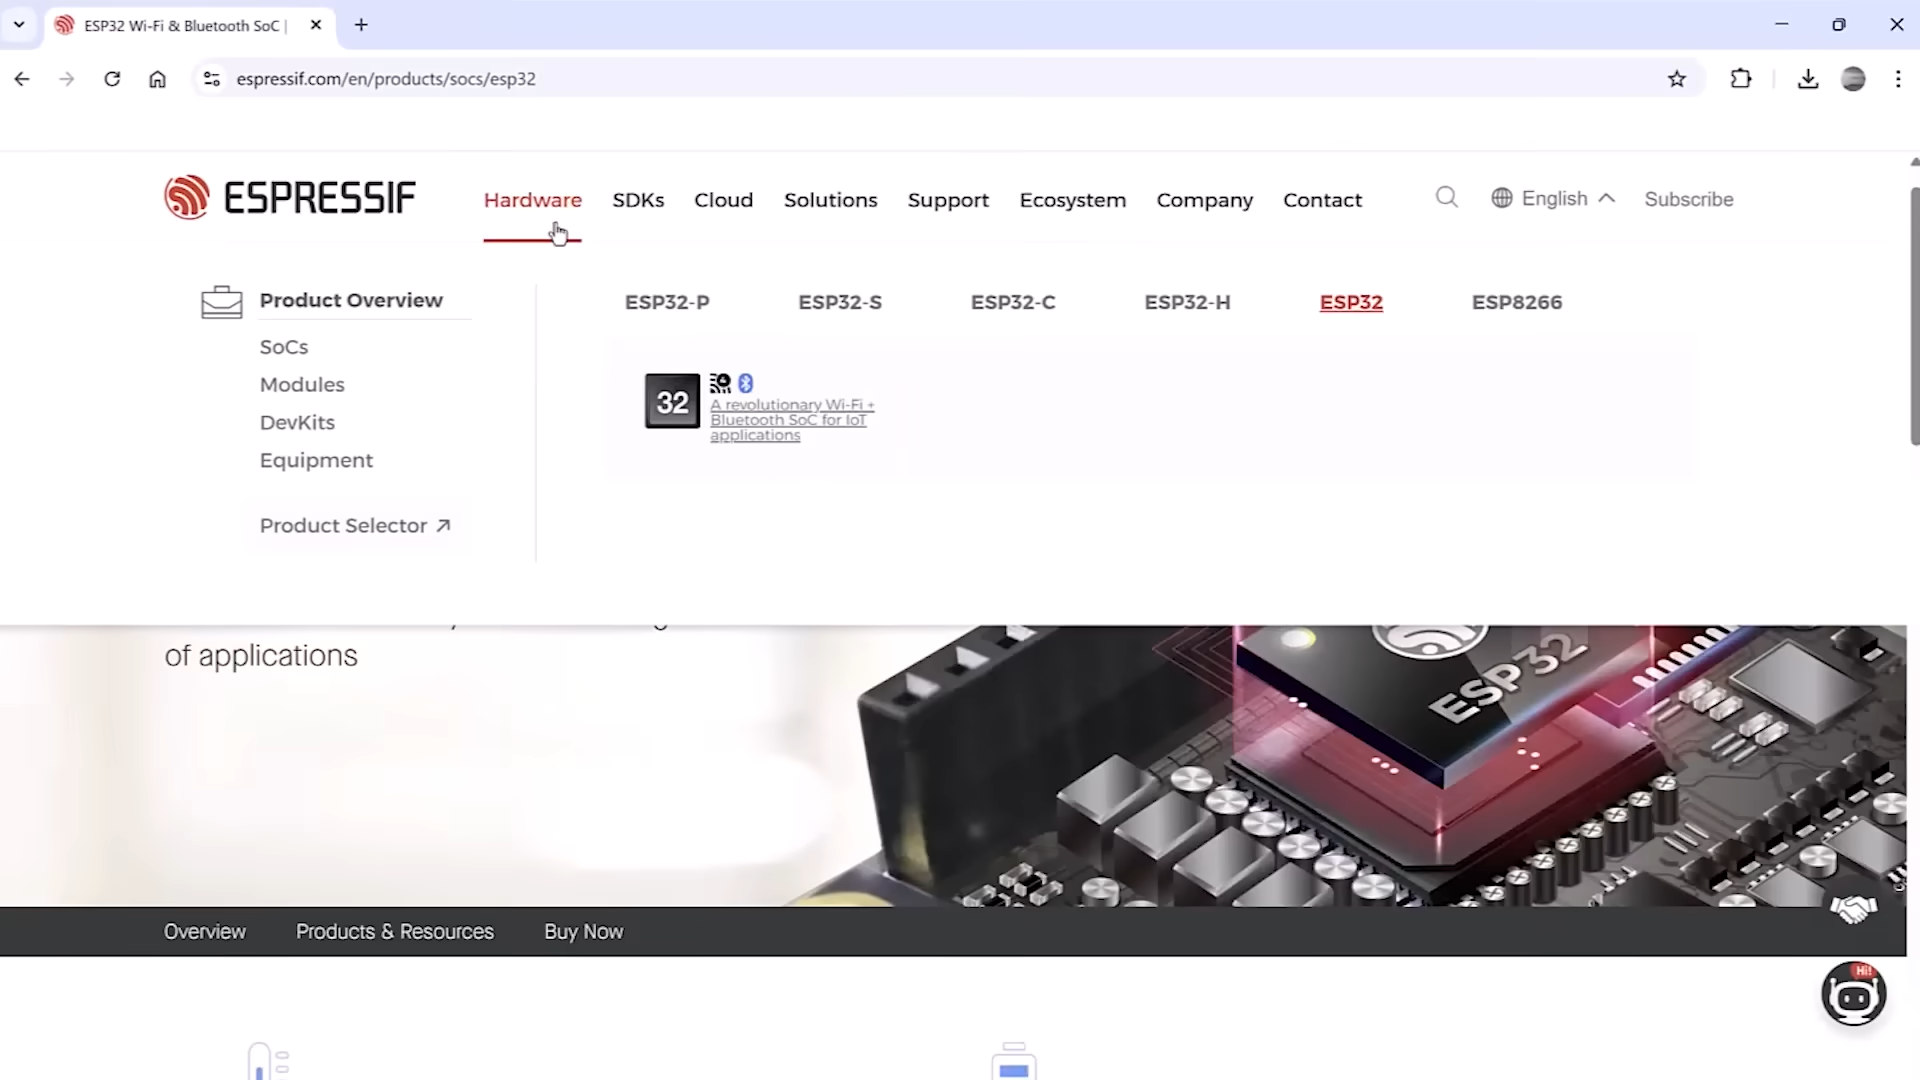 ESP32 Wi-Fi & Bluetooth SoC |
espressif.com/en/products/socs/esp32
ESPRESSIF
Hardware SDKs Cloud Solutions Support Ecosystem Company Contact English Subscribe
Product Overview
SoCs
Modules
DevKits
Equipment
Product Selector
ESP32-P ESP32-S ESP32-C ESP32-H ESP32 ESP8266
32
A revolutionary Wi-Fi +
Bluetooth SoC for IoT
applications
of applications
ESP32
Overview Products & Resources Buy Now
Hi!